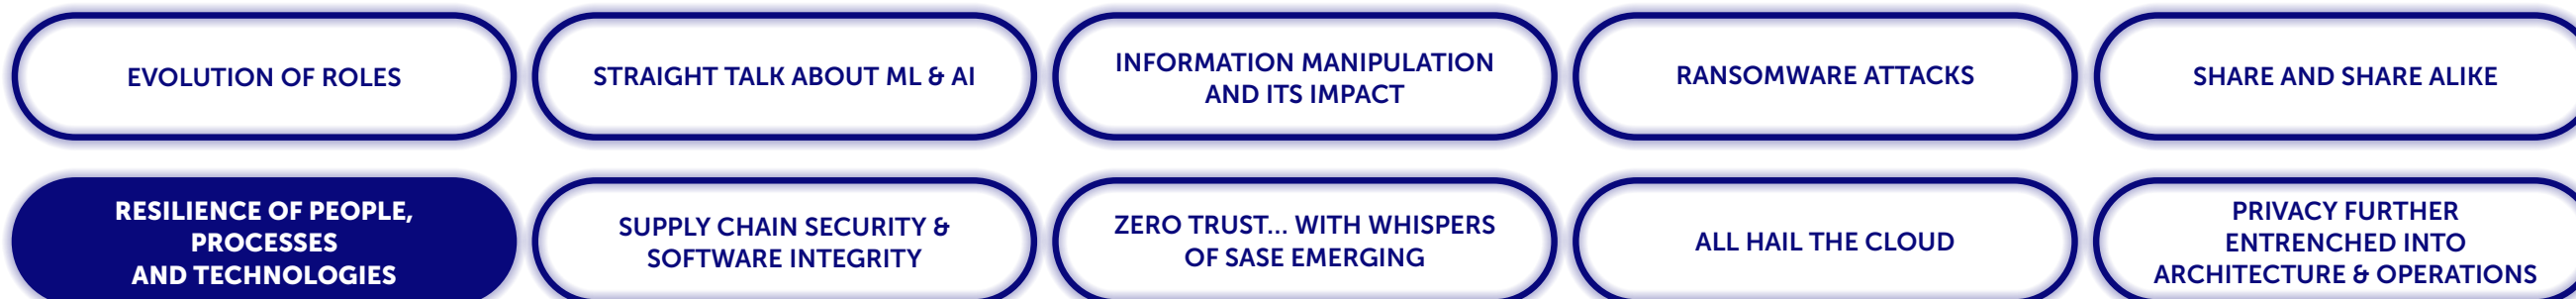 EVOLUTION OF ROLES
STRAIGHT TALK ABOUT ML & AI
INFORMATION MANIPULATION
AND ITS IMPACT
RANSOMWARE ATTACKS
SHARE AND SHARE ALIKE
RESILIENCE OF PEOPLE,
PROCESSES
AND TECHNOLOGIES
SUPPLY CHAIN SECURITY &
SOFTWARE INTEGRITY
ZERO TRUST... WITH WHISPERS
OF SASE EMERGING
ALL HAIL THE CLOUD
PRIVACY FURTHER
ENTRENCHED INTO
ARCHITECTURE & OPERATIONS